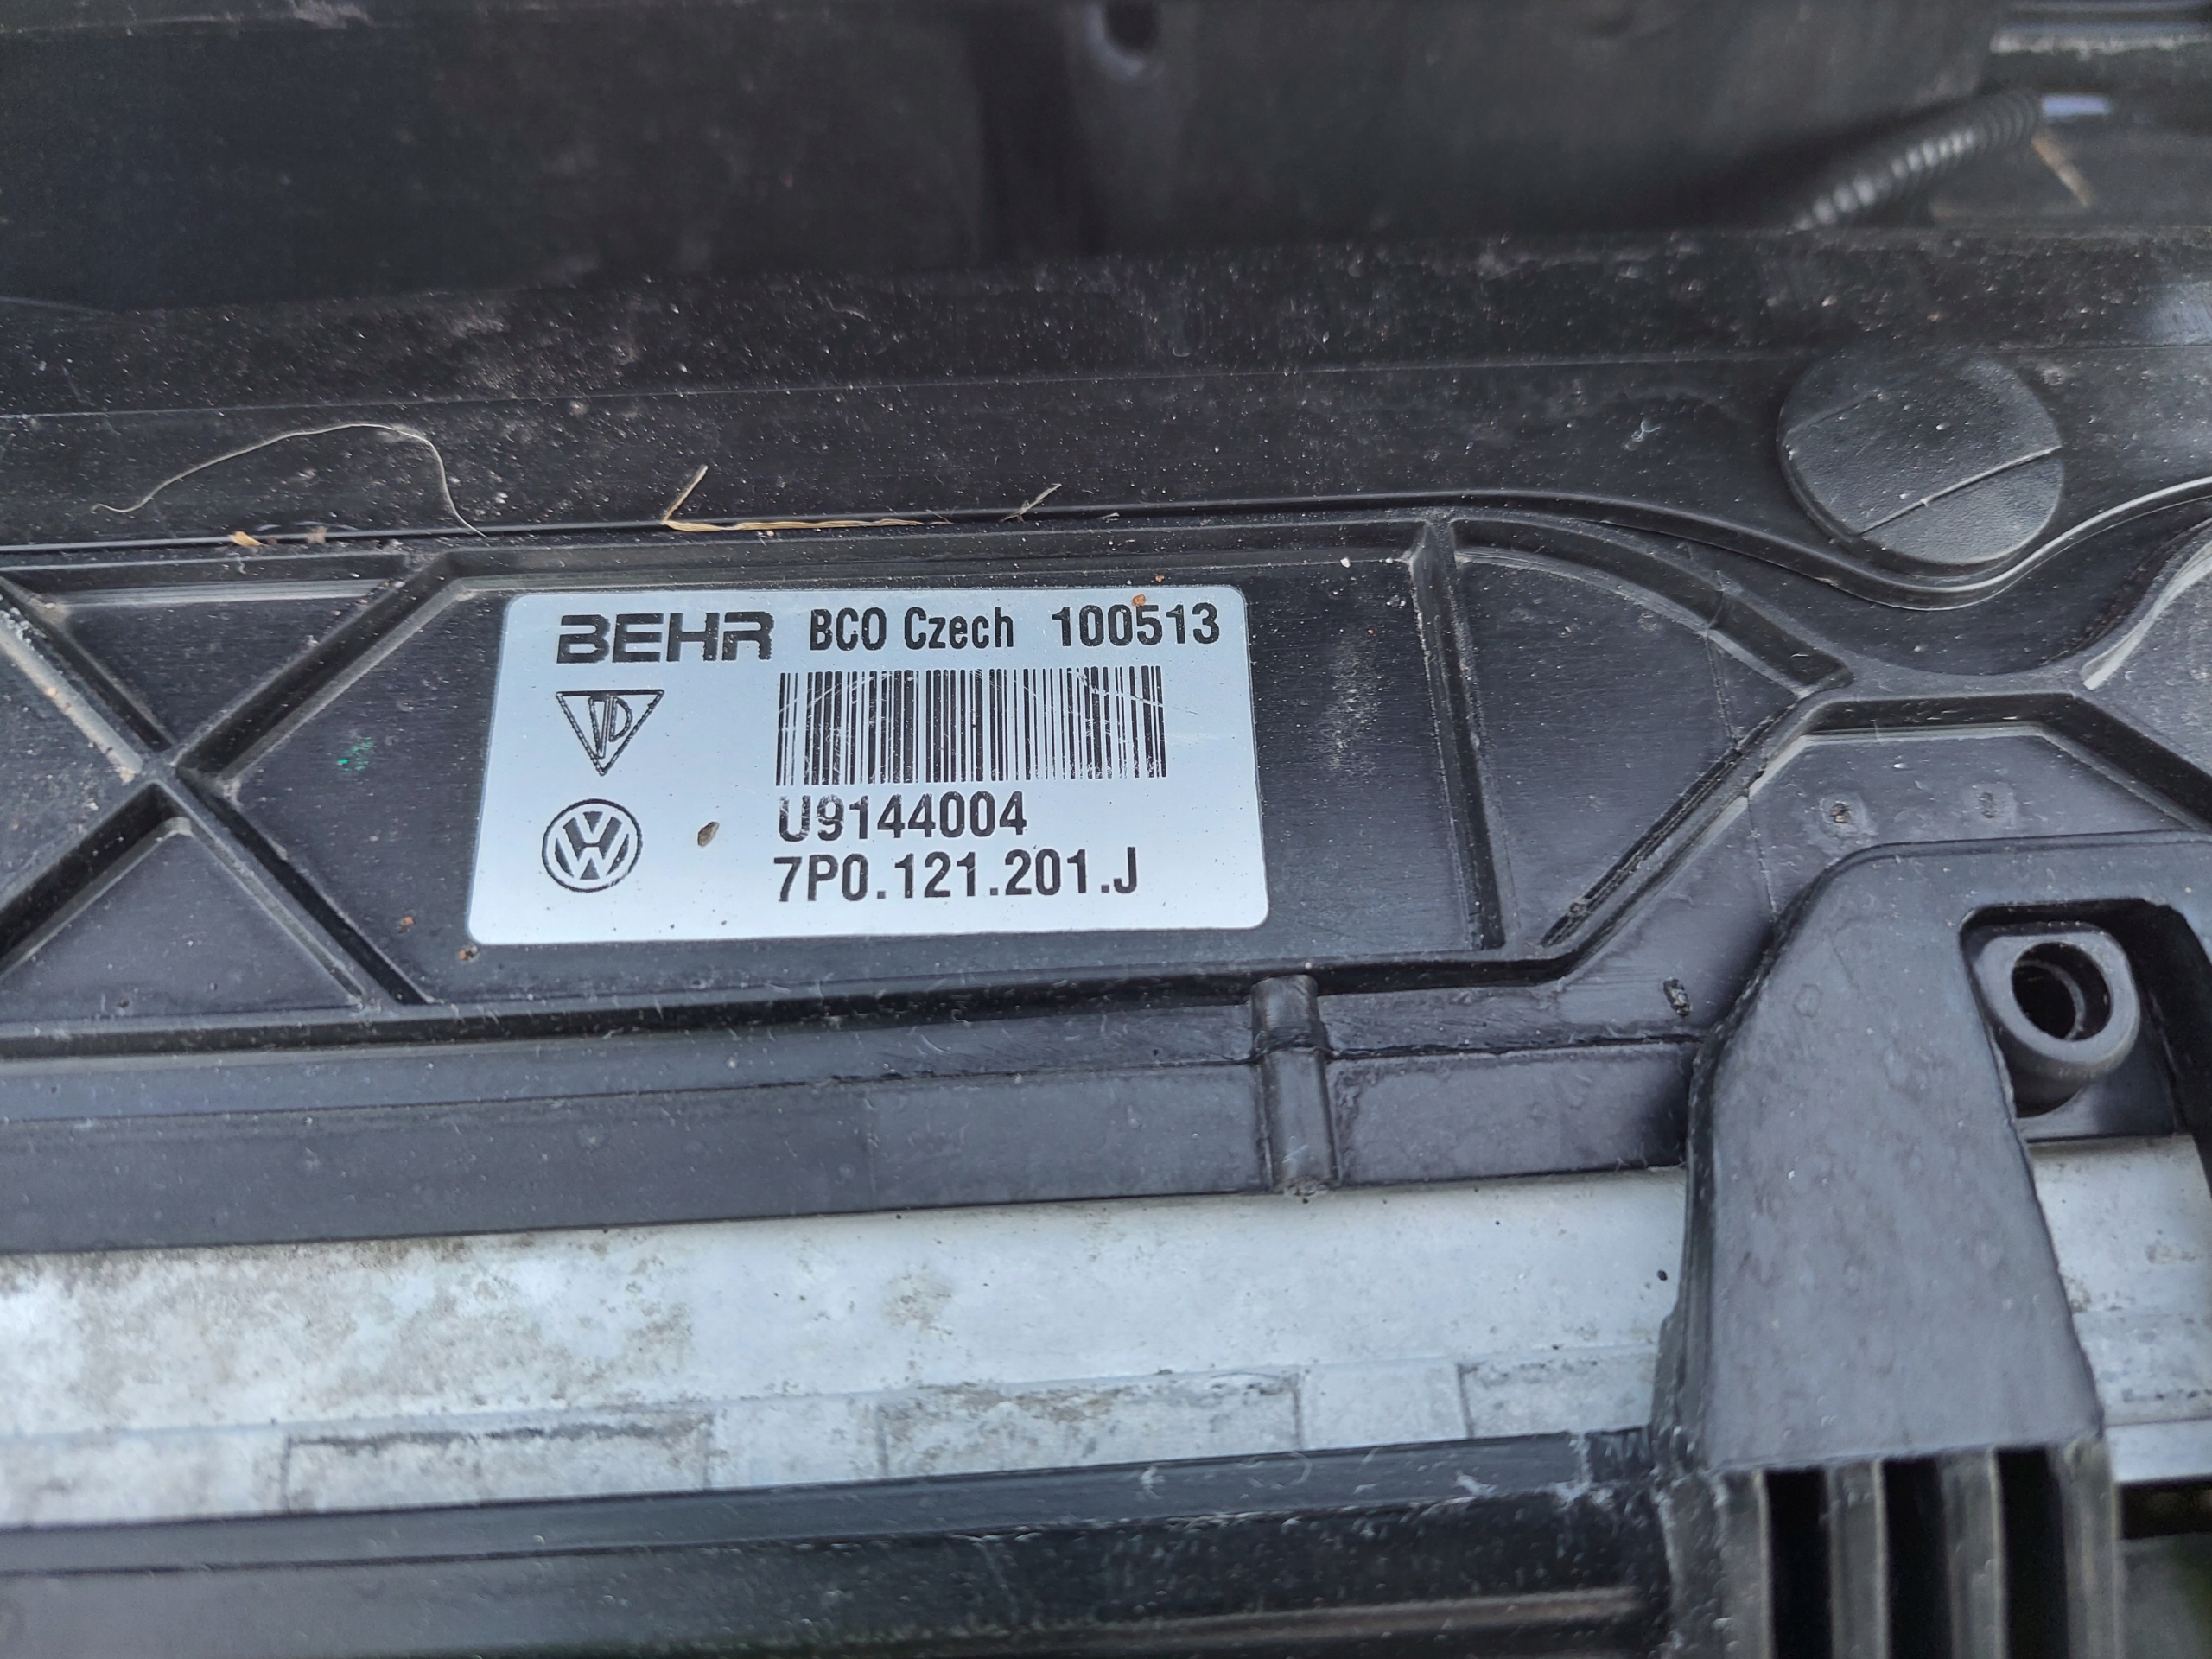 BEHR BCO Czech 100513
U9144004
7P0.121.201.J